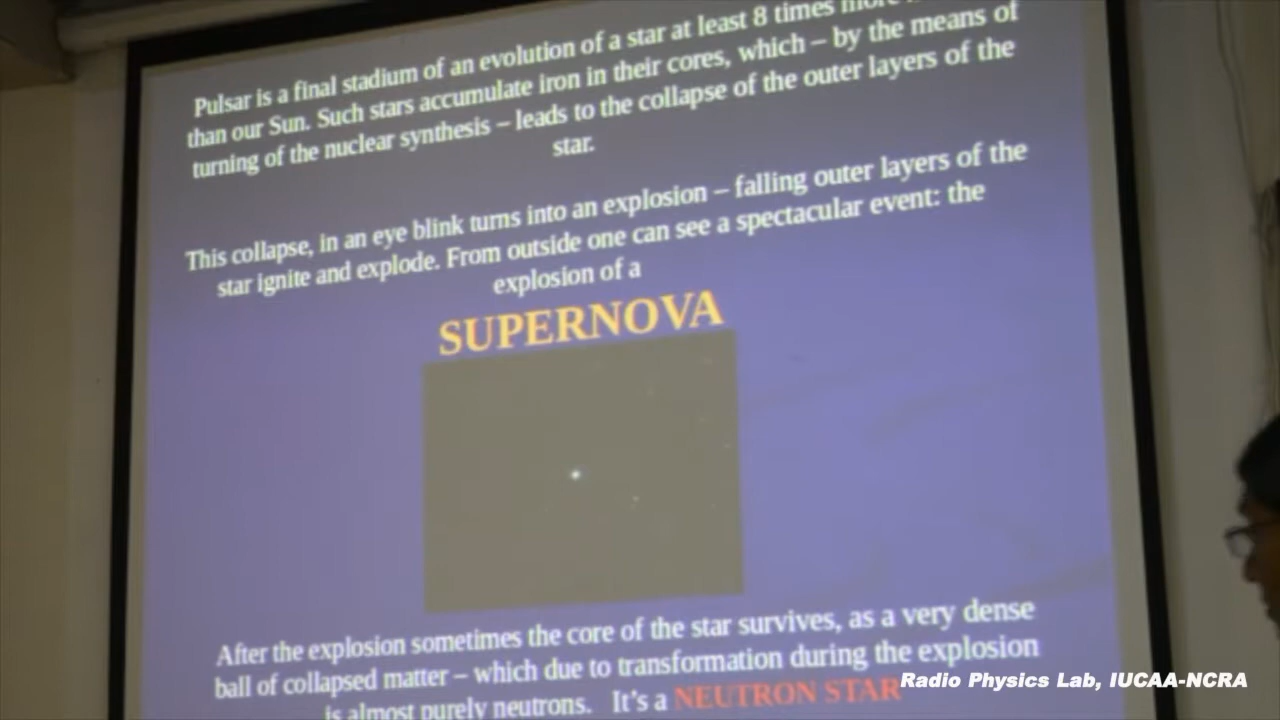 Pulsar is a final stadium of an evolution of a star at least 8 times more
than our Sun. Such stars accumulate iron in their cores, which – by the means of
turning of the nuclear synthesis – leads to the collapse of the outer layers of the
star.
This collapse, in an eye blink turns into an explosion – falling outer layers of the
star ignite and explode. From outside one can see a spectacular event: the
explosion of a
SUPERNOVA
After the explosion sometimes the core of the star survives, as a very dense
ball of collapsed matter – which due to transformation during the explosion
is almost purely neutrons. It's a NEUTRON STAR
Radio Physics Lab, IUCAA-NCRA